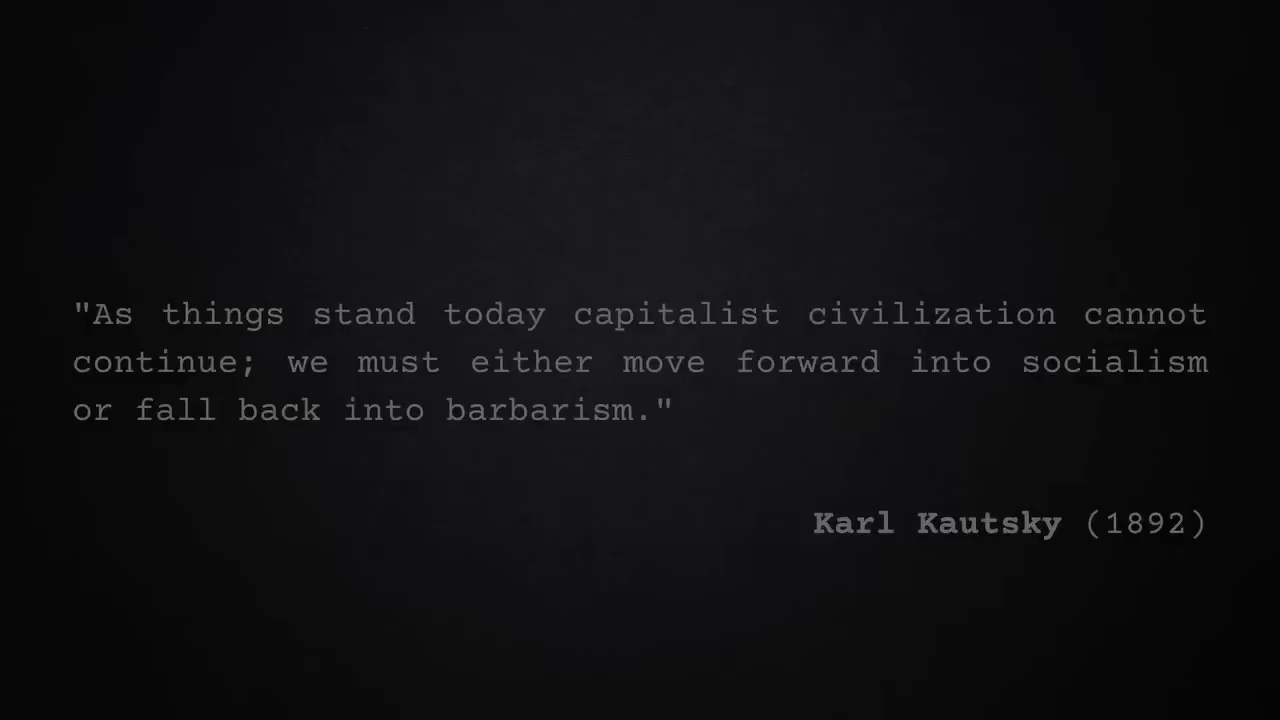 "As things stand today capitalist civilization cannot
continue; we must either move forward into socialism
or fall back into barbarism."
Karl Kautsky (1892)